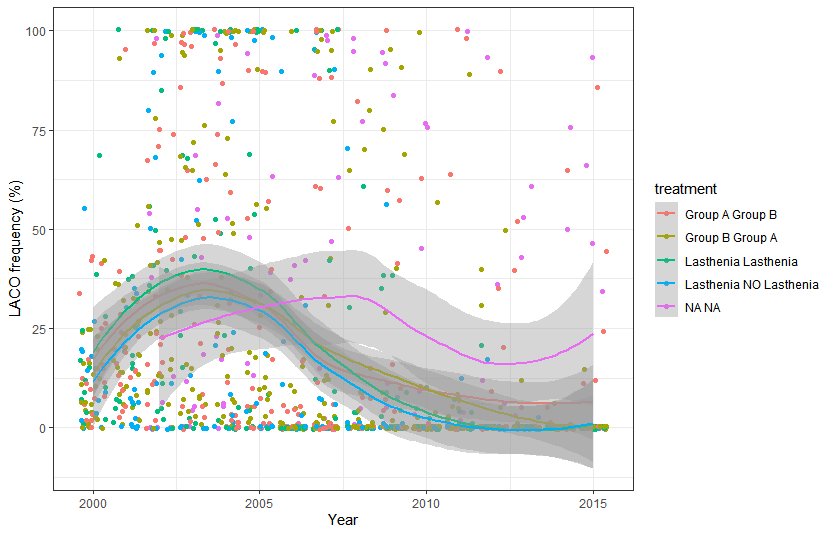 100
75
50
25
0
LACO frequency (%)
2000
2005
2010
2015
Year
treatment
Group A Group B
Group B Group A
Lasthenia Lasthenia
Lasthenia NO Lasthenia
NA NA